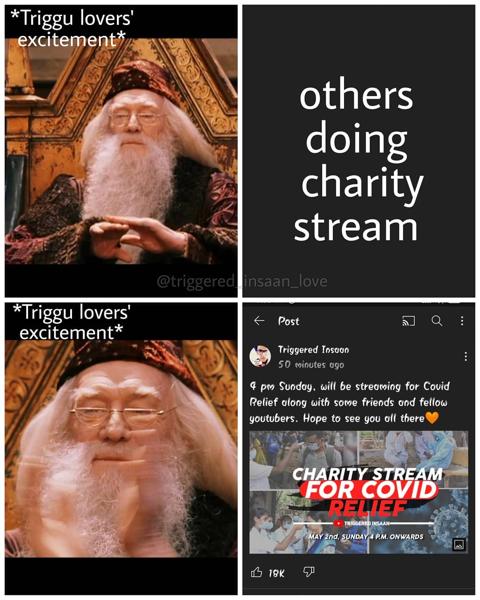 *Triggu lovers'
excitement*
others
doing
charity
stream
@triggered_insaan_love
*Triggu lovers'
excitement*
Post
Triggered Insaan
50 minutes ago
4 pm Sunday, will be streaming for Covid
Relief along with some friends and fellow
youtubers. Hope to see you all there🧡
CHARITY STREAM
FOR COVID
RELIEF
TRIGGERED INSAAN
MAY 2nd, SUNDAY 4 P.M. ONWARDS
18K